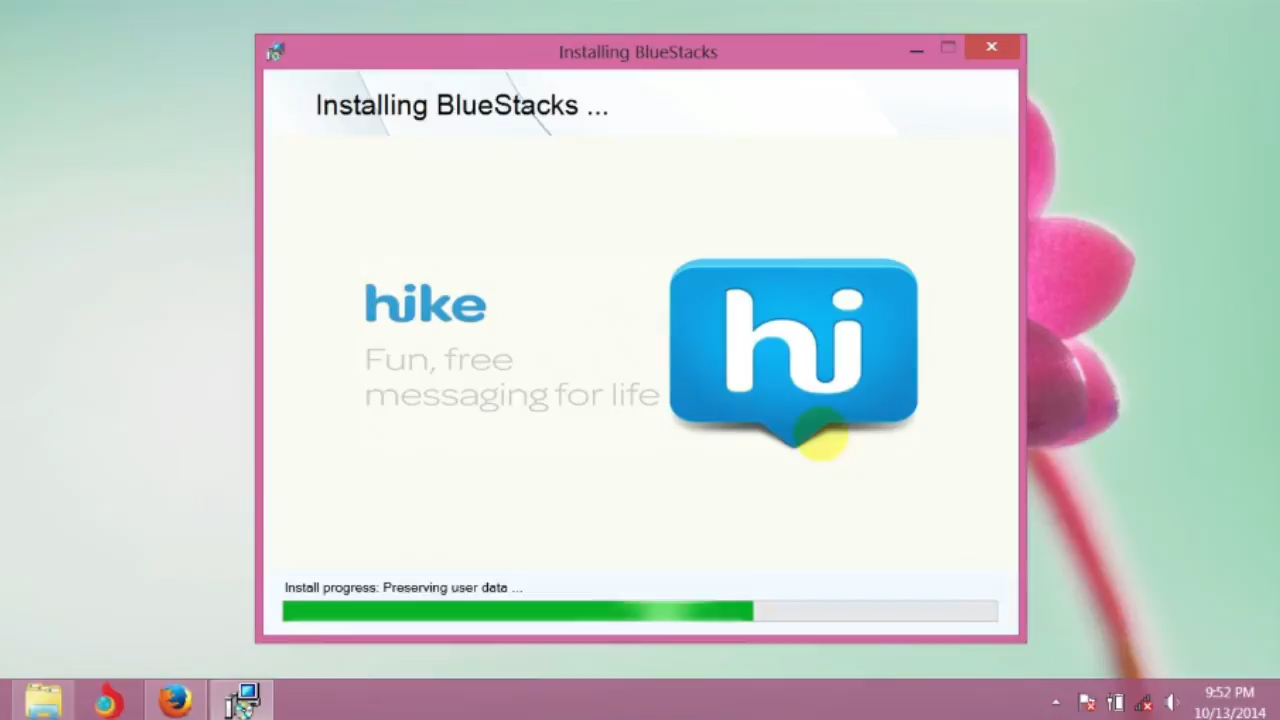 Installing BlueStacks
Installing BlueStacks ...
hike
Fun, free
messaging for life
hi
Install progress: Preserving user data ...
9:52 PM
10/13/2014